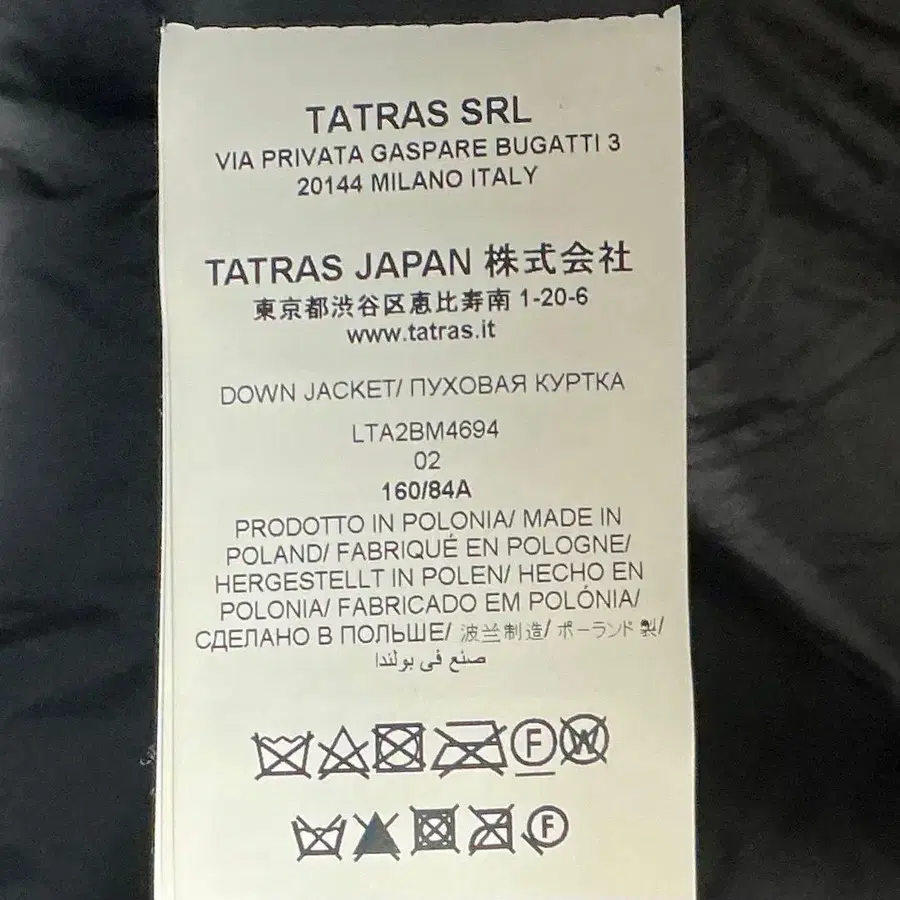 TATRAS SRL
VIA PRIVATA GASPARE BUGATTI 3
20144 MILANO ITALY
TATRAS JAPAN 株式会社
東京都渋谷区恵比寿南 1-20-6
www.tatras.it
DOWN JACKET/ ПУХОВАЯ КУРТКА
LTA2BM4694
02
160/84A
PRODOTTO IN POLONIA/ MADE IN
POLAND/ FABRIQUÉ EN POLOGNE/
HERGESTELLT IN POLEN/ HECHO EN
POLONIA/ FABRICADO EM POLÓNIA/
СДЕЛАНО В ПОЛЬШЕ/ 波兰制造/ ポーランド 製/
صنع في بولندا
F W
F